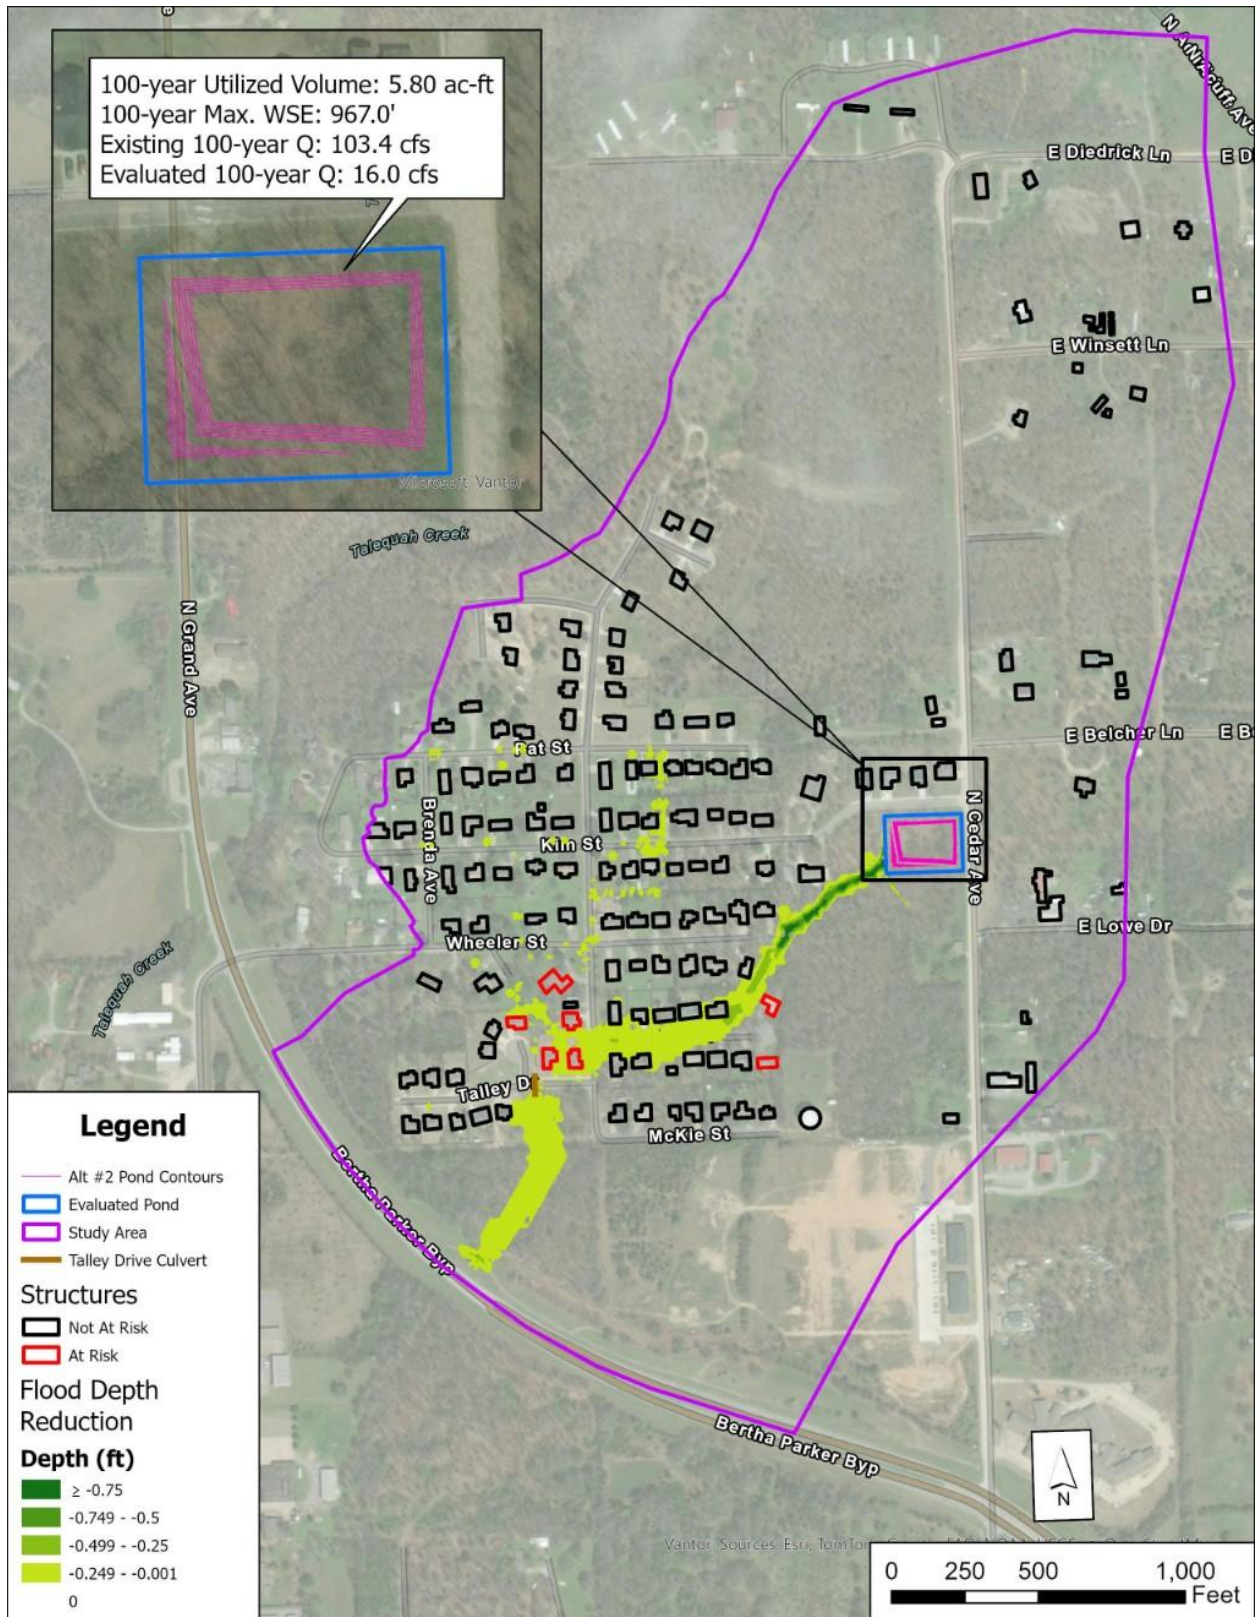 100-year Utilized Volume: 5.80 ac-ft
100-year Max. WSE: 967.0'
Existing 100-year Q: 103.4 cfs
Evaluated 100-year Q: 16.0 cfs
Microsoft, Vantor
E Diedrick Ln
E D
E Winsett Ln
Talequah Creek
N Grand Ave
Pat St
E Belcher Ln
E B
Brenda Ave
Kim St
N Cedar Ave
E Lowe Dr
Wheeler St
Talequah Creek
Talley D
McKie St
Bertha Parker Byp
Bertha Parker Byp
N
Vantor, Sources: Esri, TomTom
Legend
Alt #2 Pond Contours
Evaluated Pond
Study Area
Talley Drive Culvert
Structures
Not At Risk
At Risk
Flood Depth
Reduction
Depth (ft)
≥ -0.75
-0.749 - -0.5
-0.499 - -0.25
-0.249 - -0.001
0
0 250 500 1,000
Feet